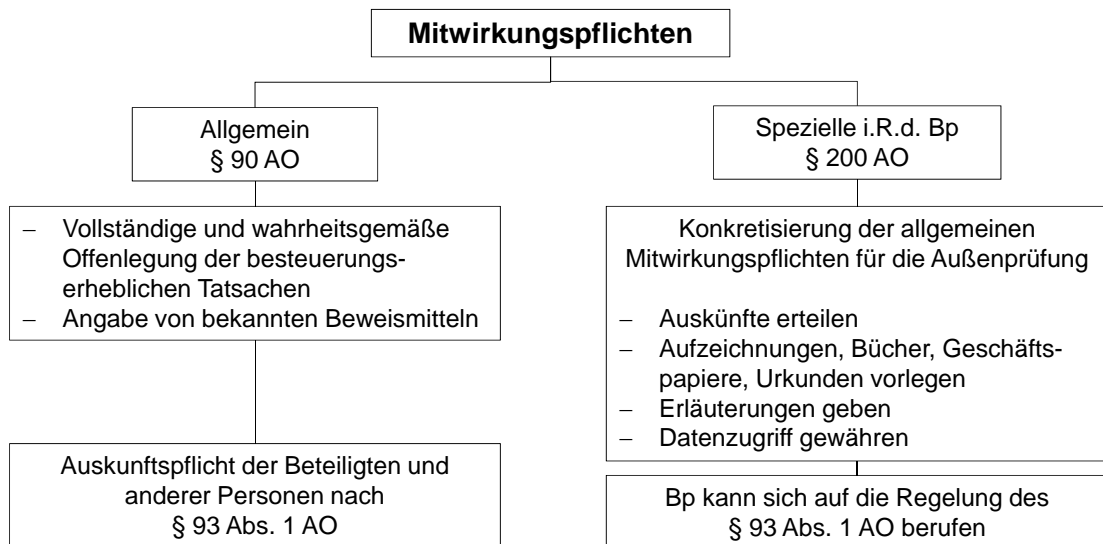 Mitwirkungspflichten
Allgemein
§ 90 AO
Spezielle i.R.d. Bp
§ 200 AO
– Vollständige und wahrheitsgemäße
Offenlegung der besteuerungs-
erheblichen Tatsachen
– Angabe von bekannten Beweismitteln
Konkretisierung der allgemeinen
Mitwirkungspflichten für die Außenprüfung
– Auskünfte erteilen
– Aufzeichnungen, Bücher, Geschäfts-
papiere, Urkunden vorlegen
– Erläuterungen geben
– Datenzugriff gewähren
Auskunftspflicht der Beteiligten und
anderer Personen nach
§ 93 Abs. 1 AO
Bp kann sich auf die Regelung des
§ 93 Abs. 1 AO berufen